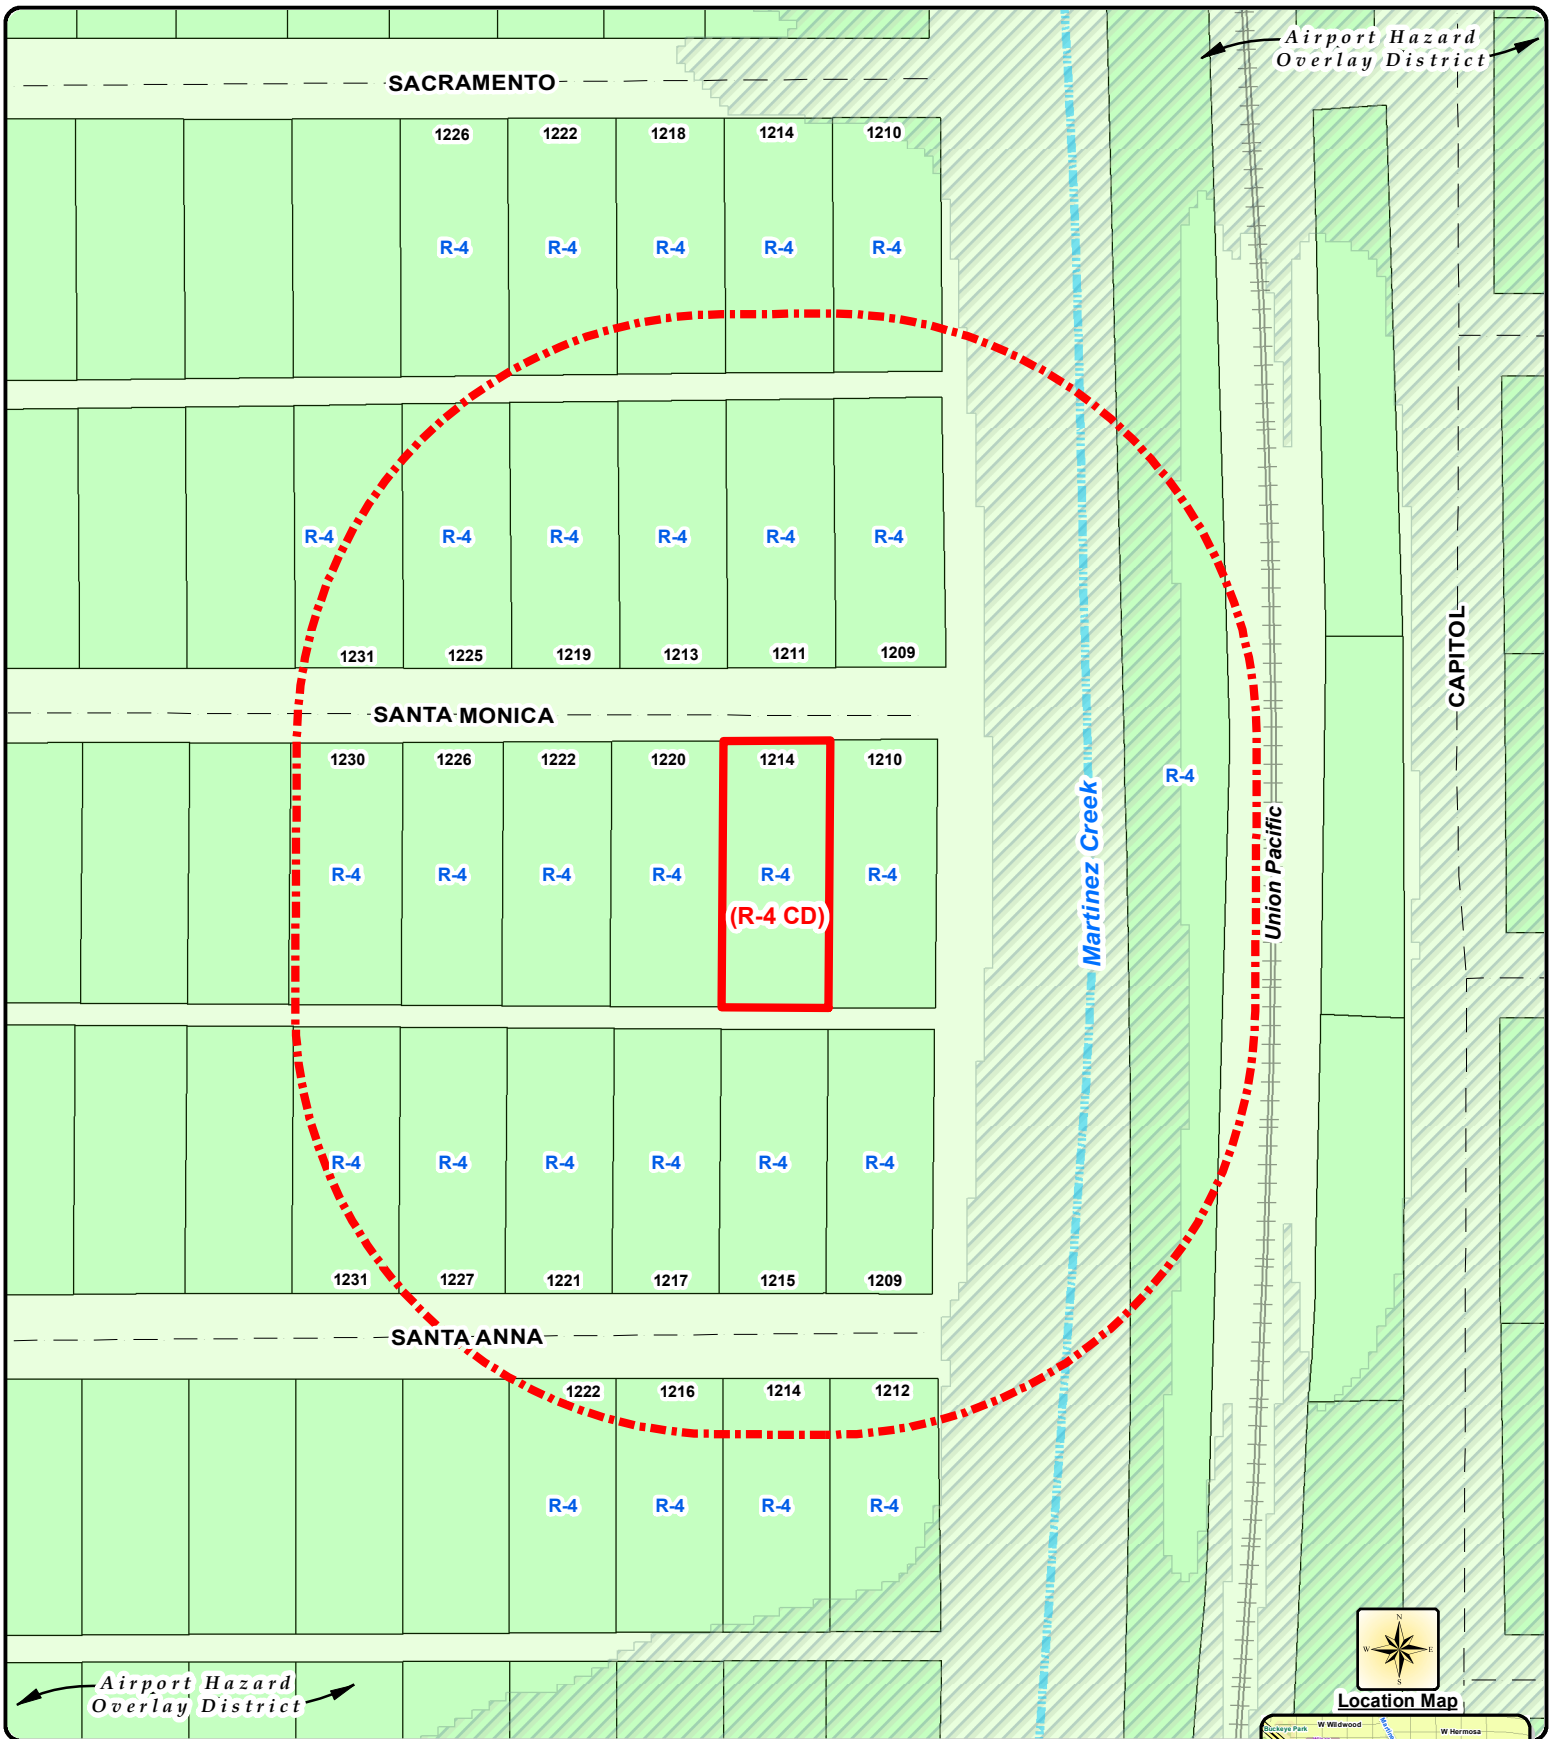 Airport Hazard
Overlay District
SACRAMENTO
1226 1222 1218 1214 1210
R-4 R-4 R-4 R-4 R-4
R-4 R-4 R-4 R-4 R-4 R-4
1231 1225 1219 1213 1211 1209
CAPITOL
SANTA MONICA
1230 1226 1222 1220 1214 1210
R-4
Martinez Creek
Union Pacific
R-4 R-4 R-4 R-4 R-4 R-4
(R-4 CD)
R-4 R-4 R-4 R-4 R-4 R-4
1231 1227 1221 1217 1215 1209
SANTA ANNA
1222 1216 1214 1212
R-4 R-4 R-4 R-4
N
W E
S
Airport Hazard
Overlay District
Location Map
Buckeye Park W Wildwood W Hermosa